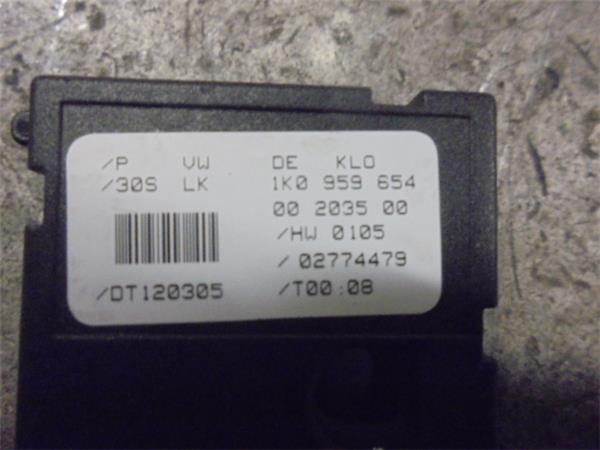 /P VW DE KLO
/30S LK 1K0 959 654
00 2035 00
/HW 0105
/02774479
/DT120305 /T00:08